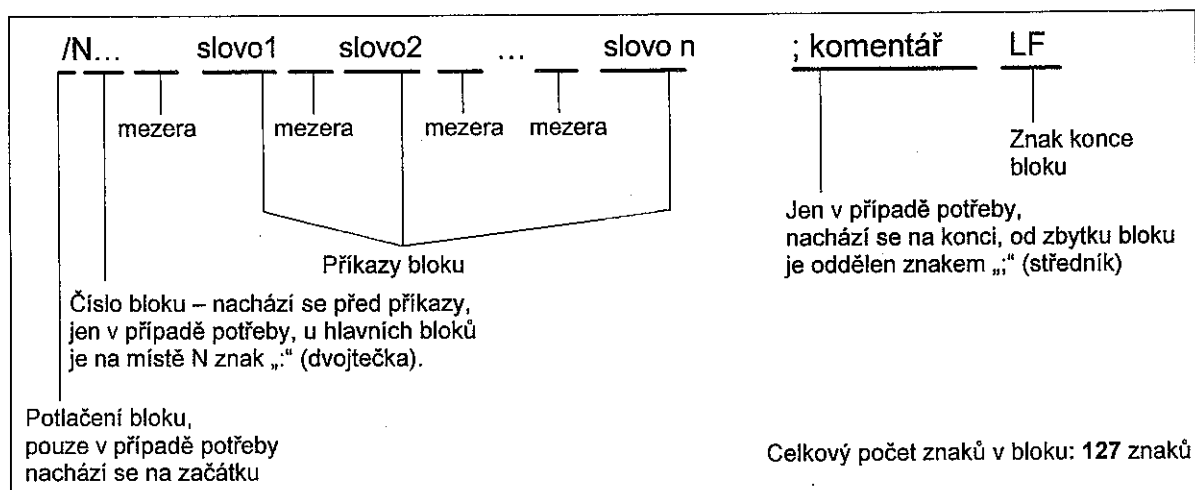 /N... slovo1 slovo2 ... slovo n ; komentář LF
mezera mezera mezera mezera
Znak konce
bloku
Jen v případě potřeby,
nachází se na konci, od zbytku bloku
je oddělen znakem „;“ (středník)
Příkazy bloku
Číslo bloku – nachází se před příkazy,
jen v případě potřeby, u hlavních bloků
je na místě N znak „:“ (dvojtečka).
Potlačení bloku,
pouze v případě potřeby
nachází se na začátku
Celkový počet znaků v bloku: 127 znaků